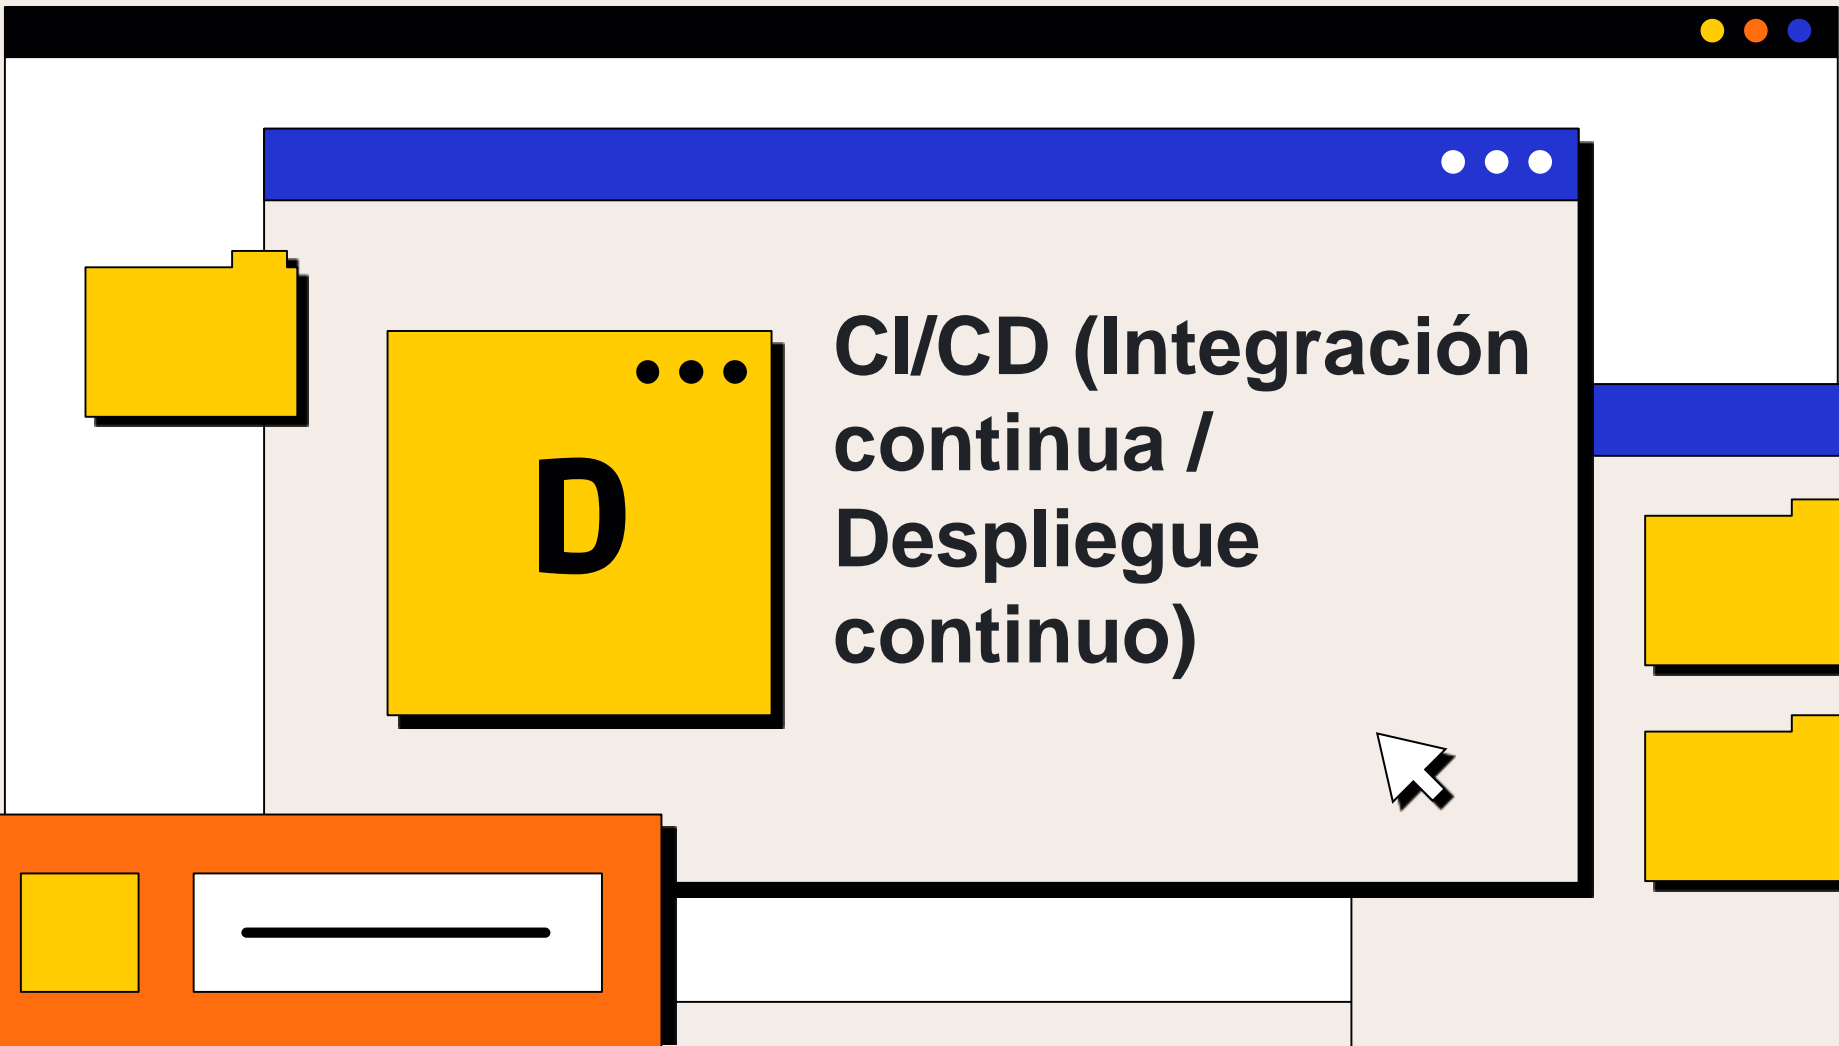 D
CI/CD (Integración
continua /
Despliegue
continuo)